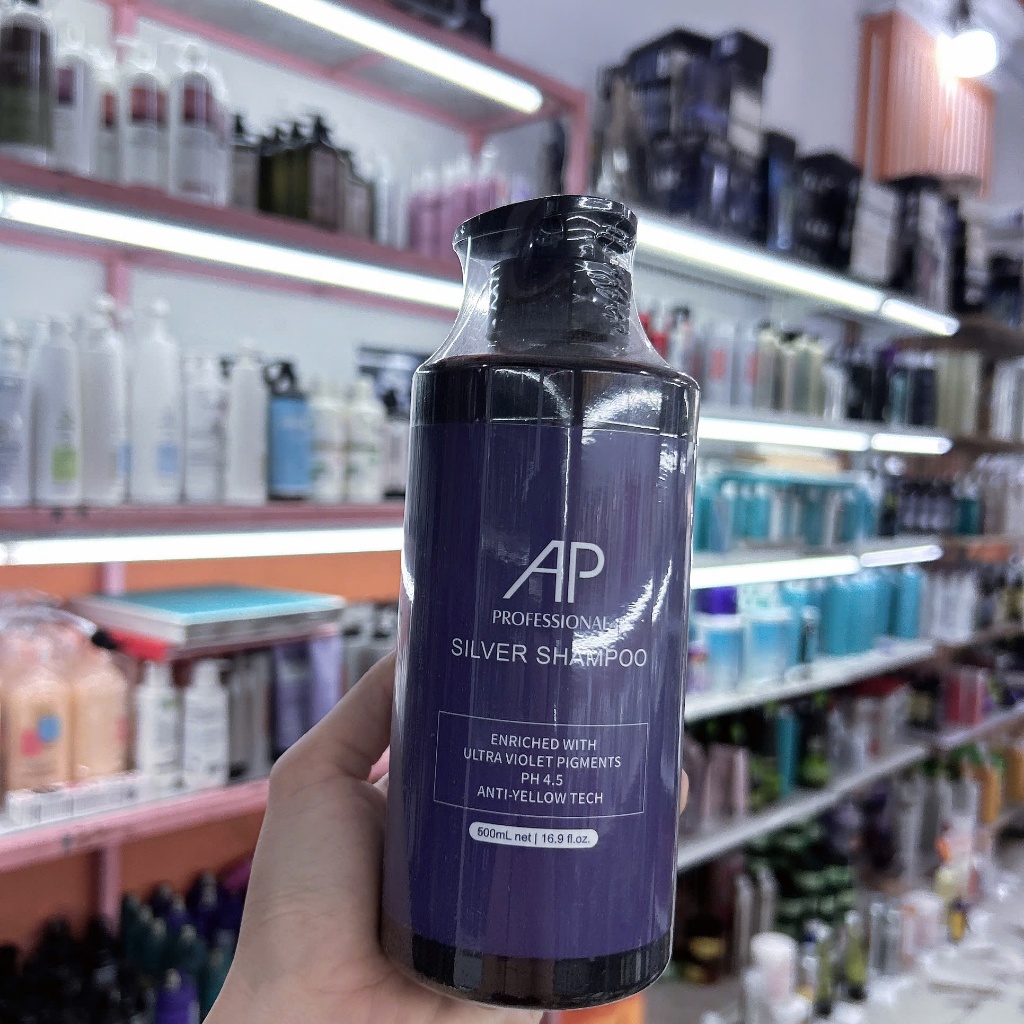 AP
PROFESSIONAL
SILVER SHAMPOO
ENRICHED WITH
ULTRA VIOLET PIGMENTS
PH 4.5
ANTI-YELLOW TECH
500mL net | 16.9 fl.oz.